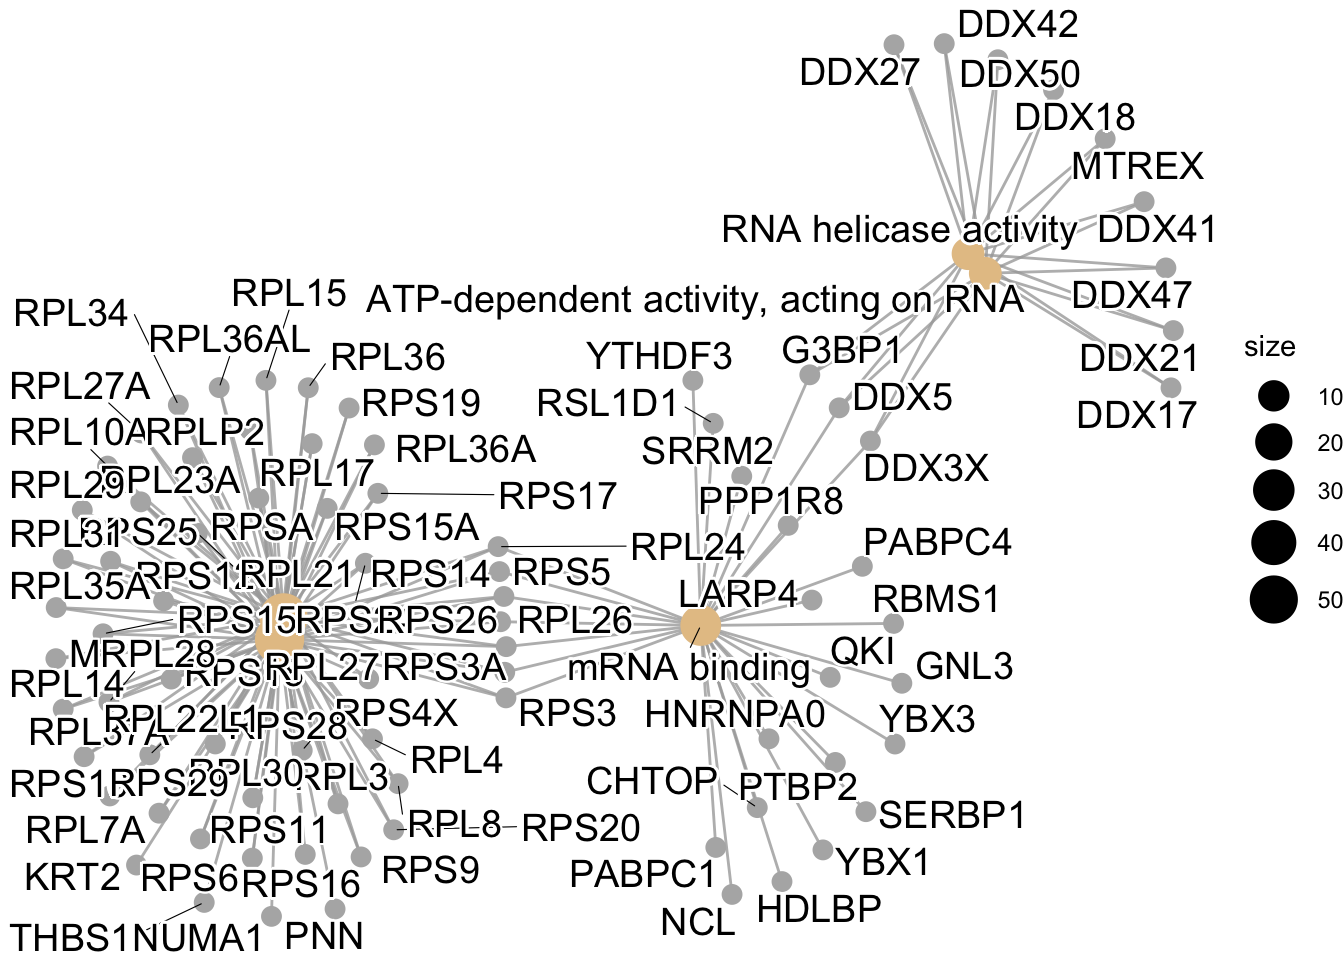 DDX42
DDX27
DDX50
DDX18
MTREX
RNA helicase activity
DDX41
RPL15
ATP-dependent activity, acting on RNA
DDX47
RPL34
RPL36AL
RPL36
YTHDF3
G3BP1
DDX21
size
RPL27A
RPS19
RSL1D1
DDX5
DDX17
10
RPL10A
RPLP2
RPL36A
SRRM2
DDX3X
20
RPL29
RPL23A
RPL17
RPS17
PPP1R8
30
RPL31
RPS25
RPSA
RPS15A
RPL24
PABPC4
40
RPL35A
RPL21
RPS14
RPS5
LARP4
RBMS1
50
RPS15
RPS26
RPL26
MRPL28
RPL27
RPS3A
mRNA binding
QKI
GNL3
RPL14
RPL22L1
RPS28
RPS4X
RPS3
HNRNPA0
YBX3
RPL37A
RPL30
RPL3
RPL4
CHTOP
PTBP2
RPS29
SERBP1
RPL7A
RPS11
RPL8
RPS20
YBX1
KRT2
RPS6
RPS16
RPS9
PABPC1
HDLBP
NCL
THBS1
NUMA1
PNN